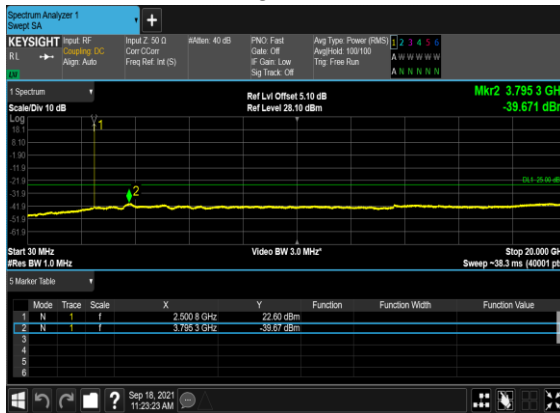 Spectrum Analyzer 1
Swept SA
+
KEYSIGHT Input: RF Input Z: 50 Ω #Atten: 40 dB PNO: Fast Avg Type: Power (RMS) 1 2 3 4 5 6
RL Coupling: DC Corr CCorr Gate: Off Avg|Hold: 100/100 A W W W W W
Align: Auto Freq Ref: Int (S) IF Gain: Low Trig: Free Run
Sig Track: Off A N N N N N
1 Spectrum Ref Lvl Offset 5.10 dB Mkr2 3.795 3 GH
Scale/Div 10 dB Ref Level 28.10 dBm -39.671 dB
Log
18.1
8.10
-1.90
-11.9
-21.9
-31.9
-41.9
-51.9
-61.9
1
2
DL1 -25.00 dB
Start 30 MHz Video BW 3.0 MHz* Stop 20.000 GH
#Res BW 1.0 MHz Sweep ~38.3 ms (40001 pt
5 Marker Table
Mode Trace Scale X Y Function Function Width Function Value
1 N 1 f 2.500 8 GHz 22.60 dBm
2 N 1 f 3.795 3 GHz -39.67 dBm
3
4
5
6
? Sep 18, 2021
11:23:23 AM